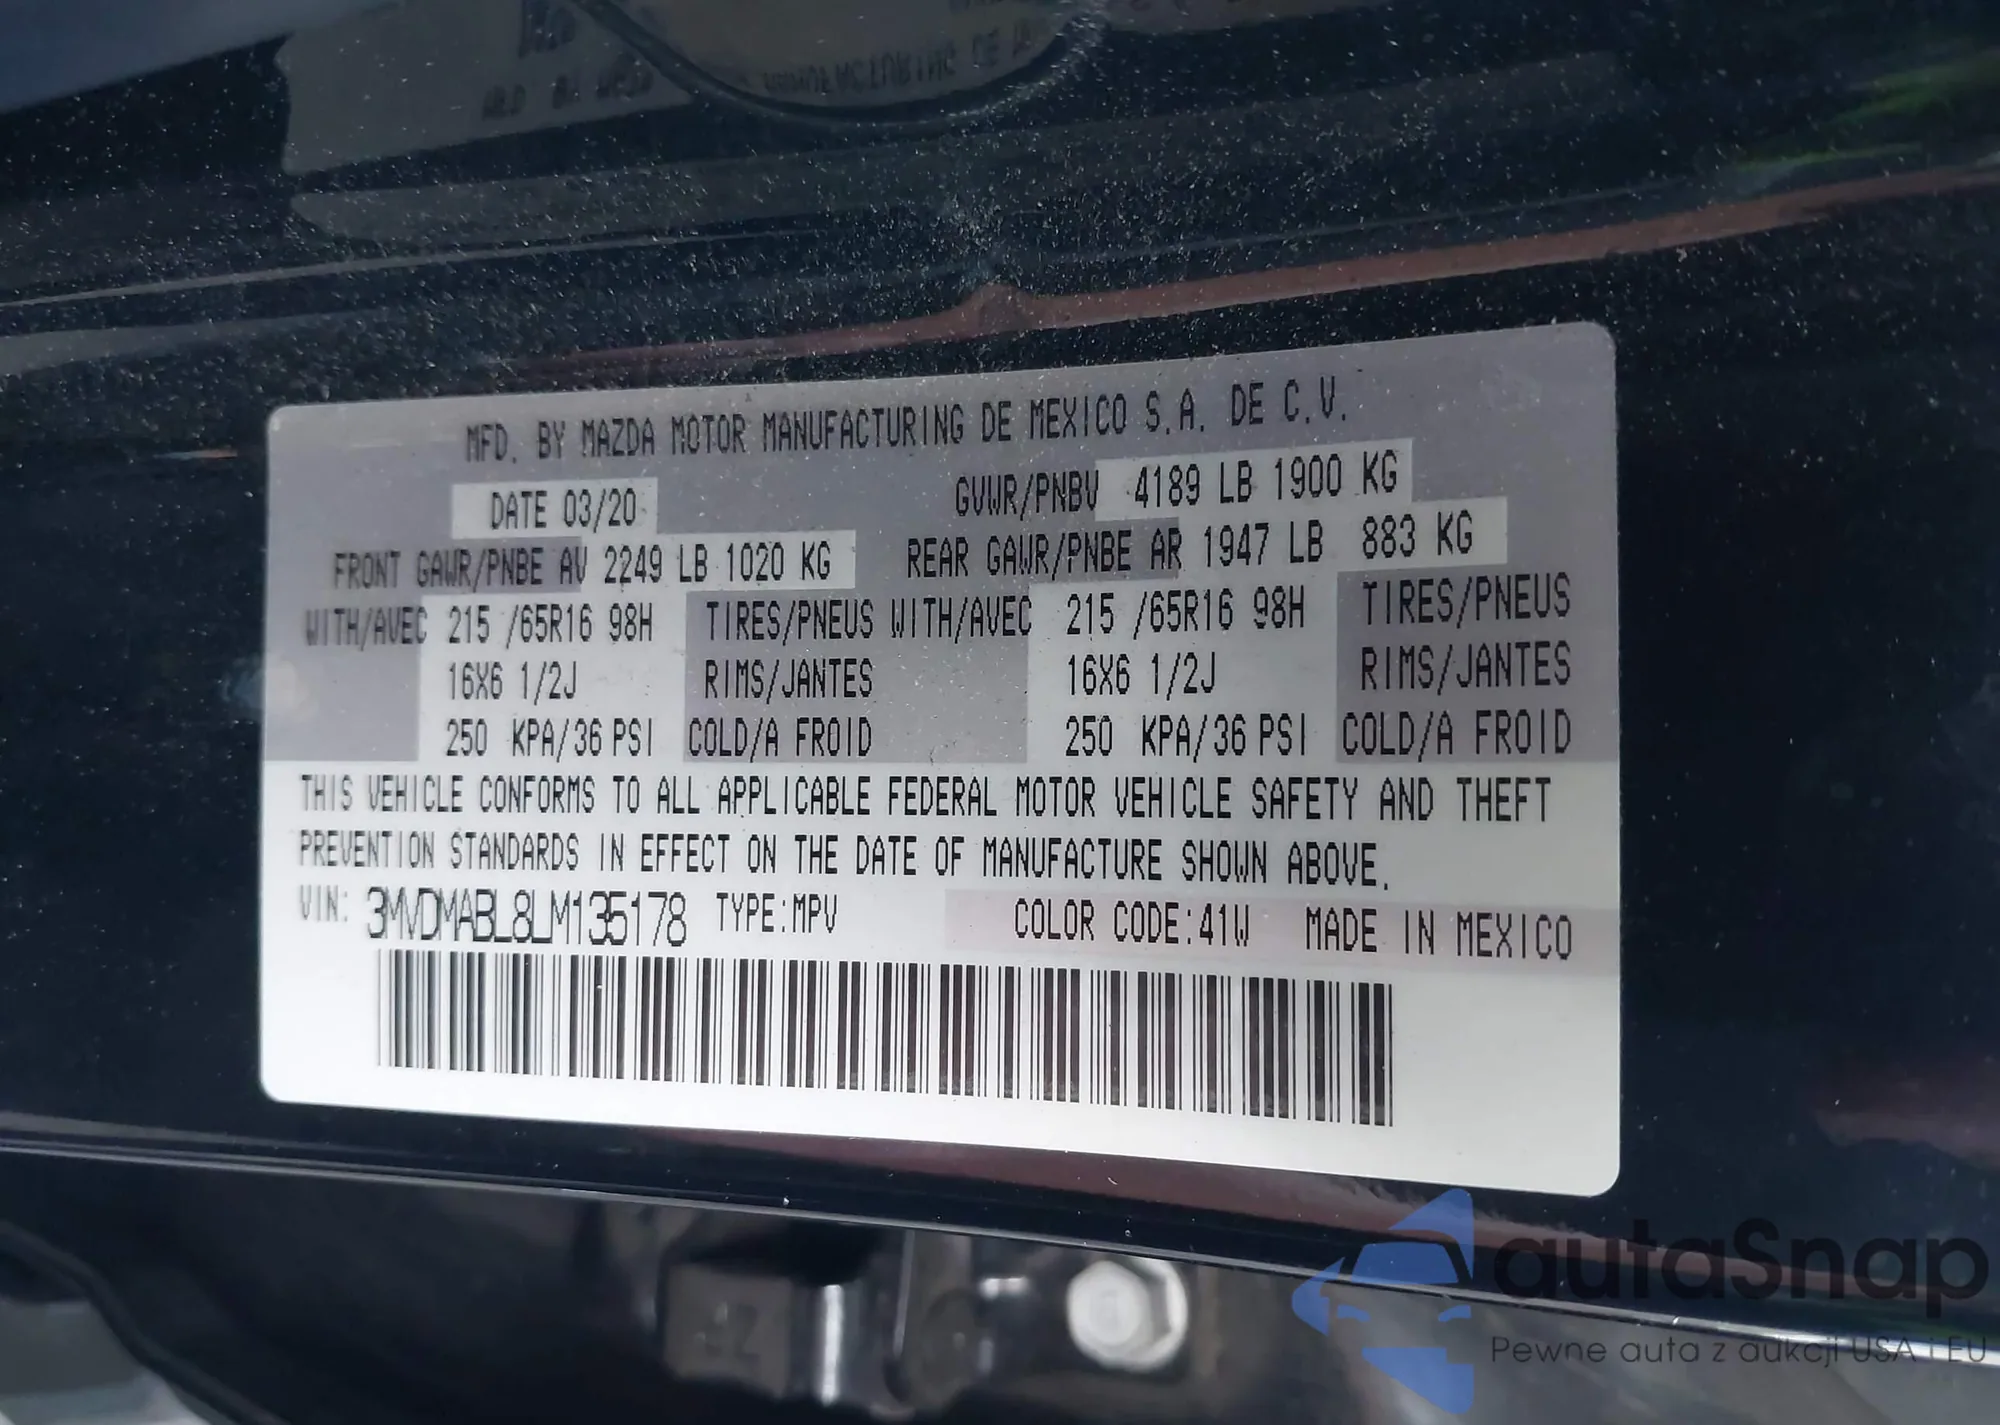 MFD. BY MAZDA MOTOR MANUFACTURING DE MEXICO S.A. DE C.V.
DATE 03/20 GVWR/PNBV 4189 LB 1900 KG
FRONT GAWR/PNBE AV 2249 LB 1020 KG REAR GAWR/PNBE AR 1947 LB 883 KG
WITH/AVEC 215 /65R16 98H TIRES/PNEUS WITH/AVEC 215 /65R16 98H TIRES/PNEUS
16X6 1/2J RIMS/JANTES 16X6 1/2J RIMS/JANTES
250 KPA/36 PSI COLD/A FROID 250 KPA/36 PSI COLD/A FROID
THIS VEHICLE CONFORMS TO ALL APPLICABLE FEDERAL MOTOR VEHICLE SAFETY AND THEFT
PREVENTION STANDARDS IN EFFECT ON THE DATE OF MANUFACTURE SHOWN ABOVE.
VIN: 3MVDMABL8LM135178 TYPE:MPV COLOR CODE:41W MADE IN MEXICO
autaSnap
Pewne auta z aukcji USA i EU